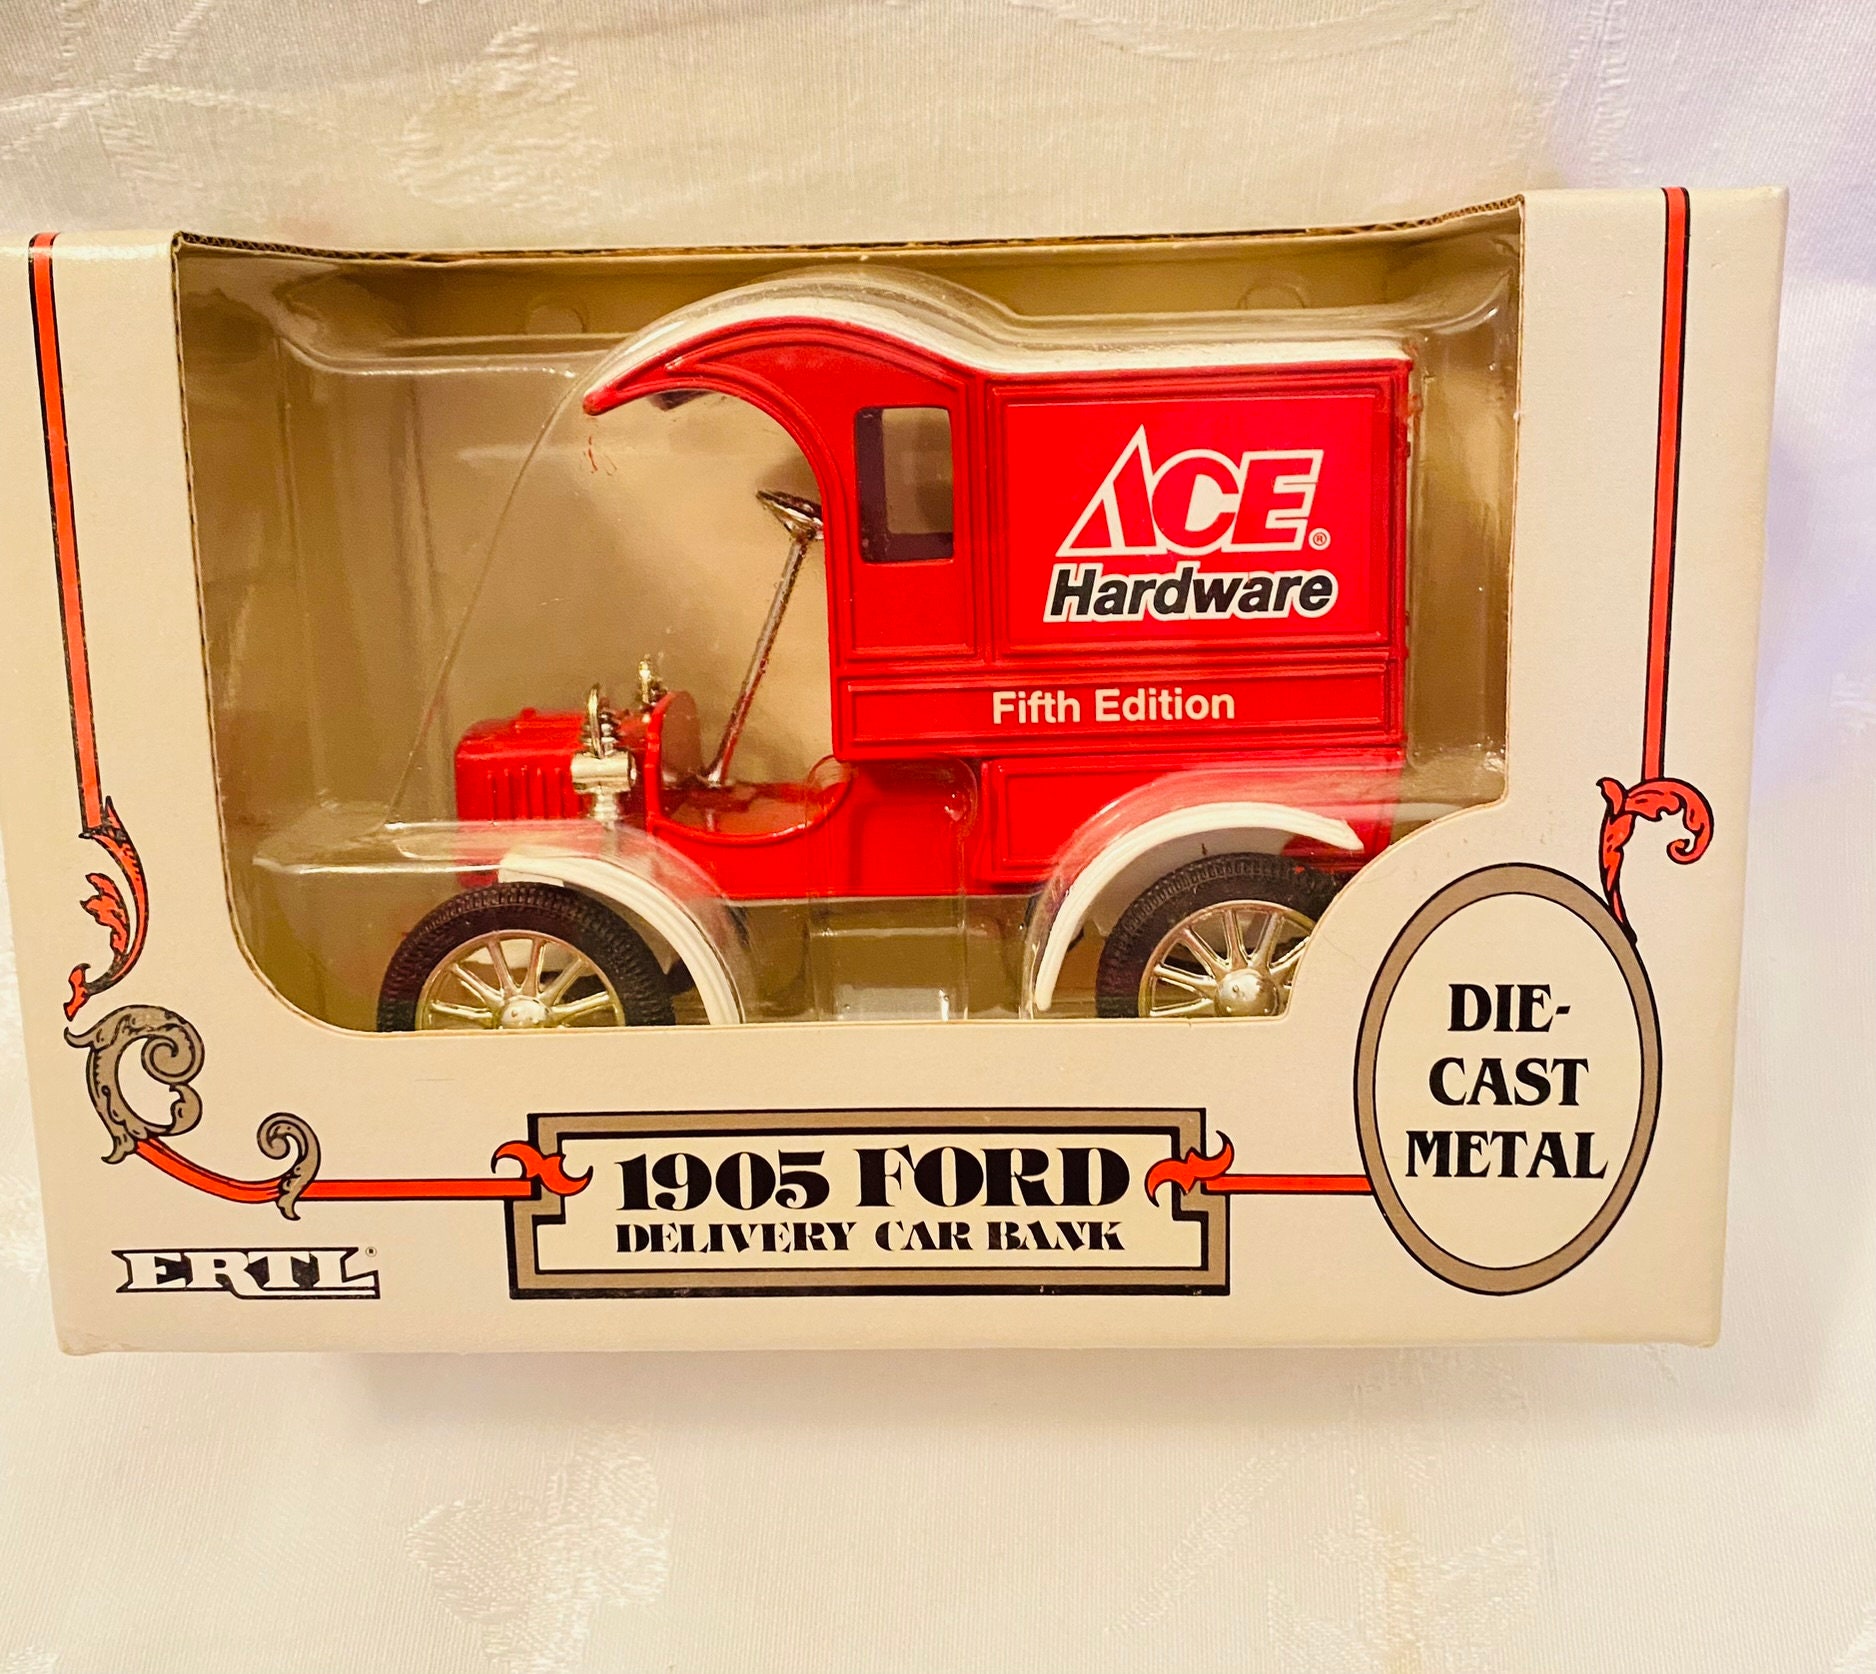 ACE®
Hardware
Fifth Edition
DIE-
CAST
METAL
1905 FORD
DELIVERY CAR BANK
ERTL®